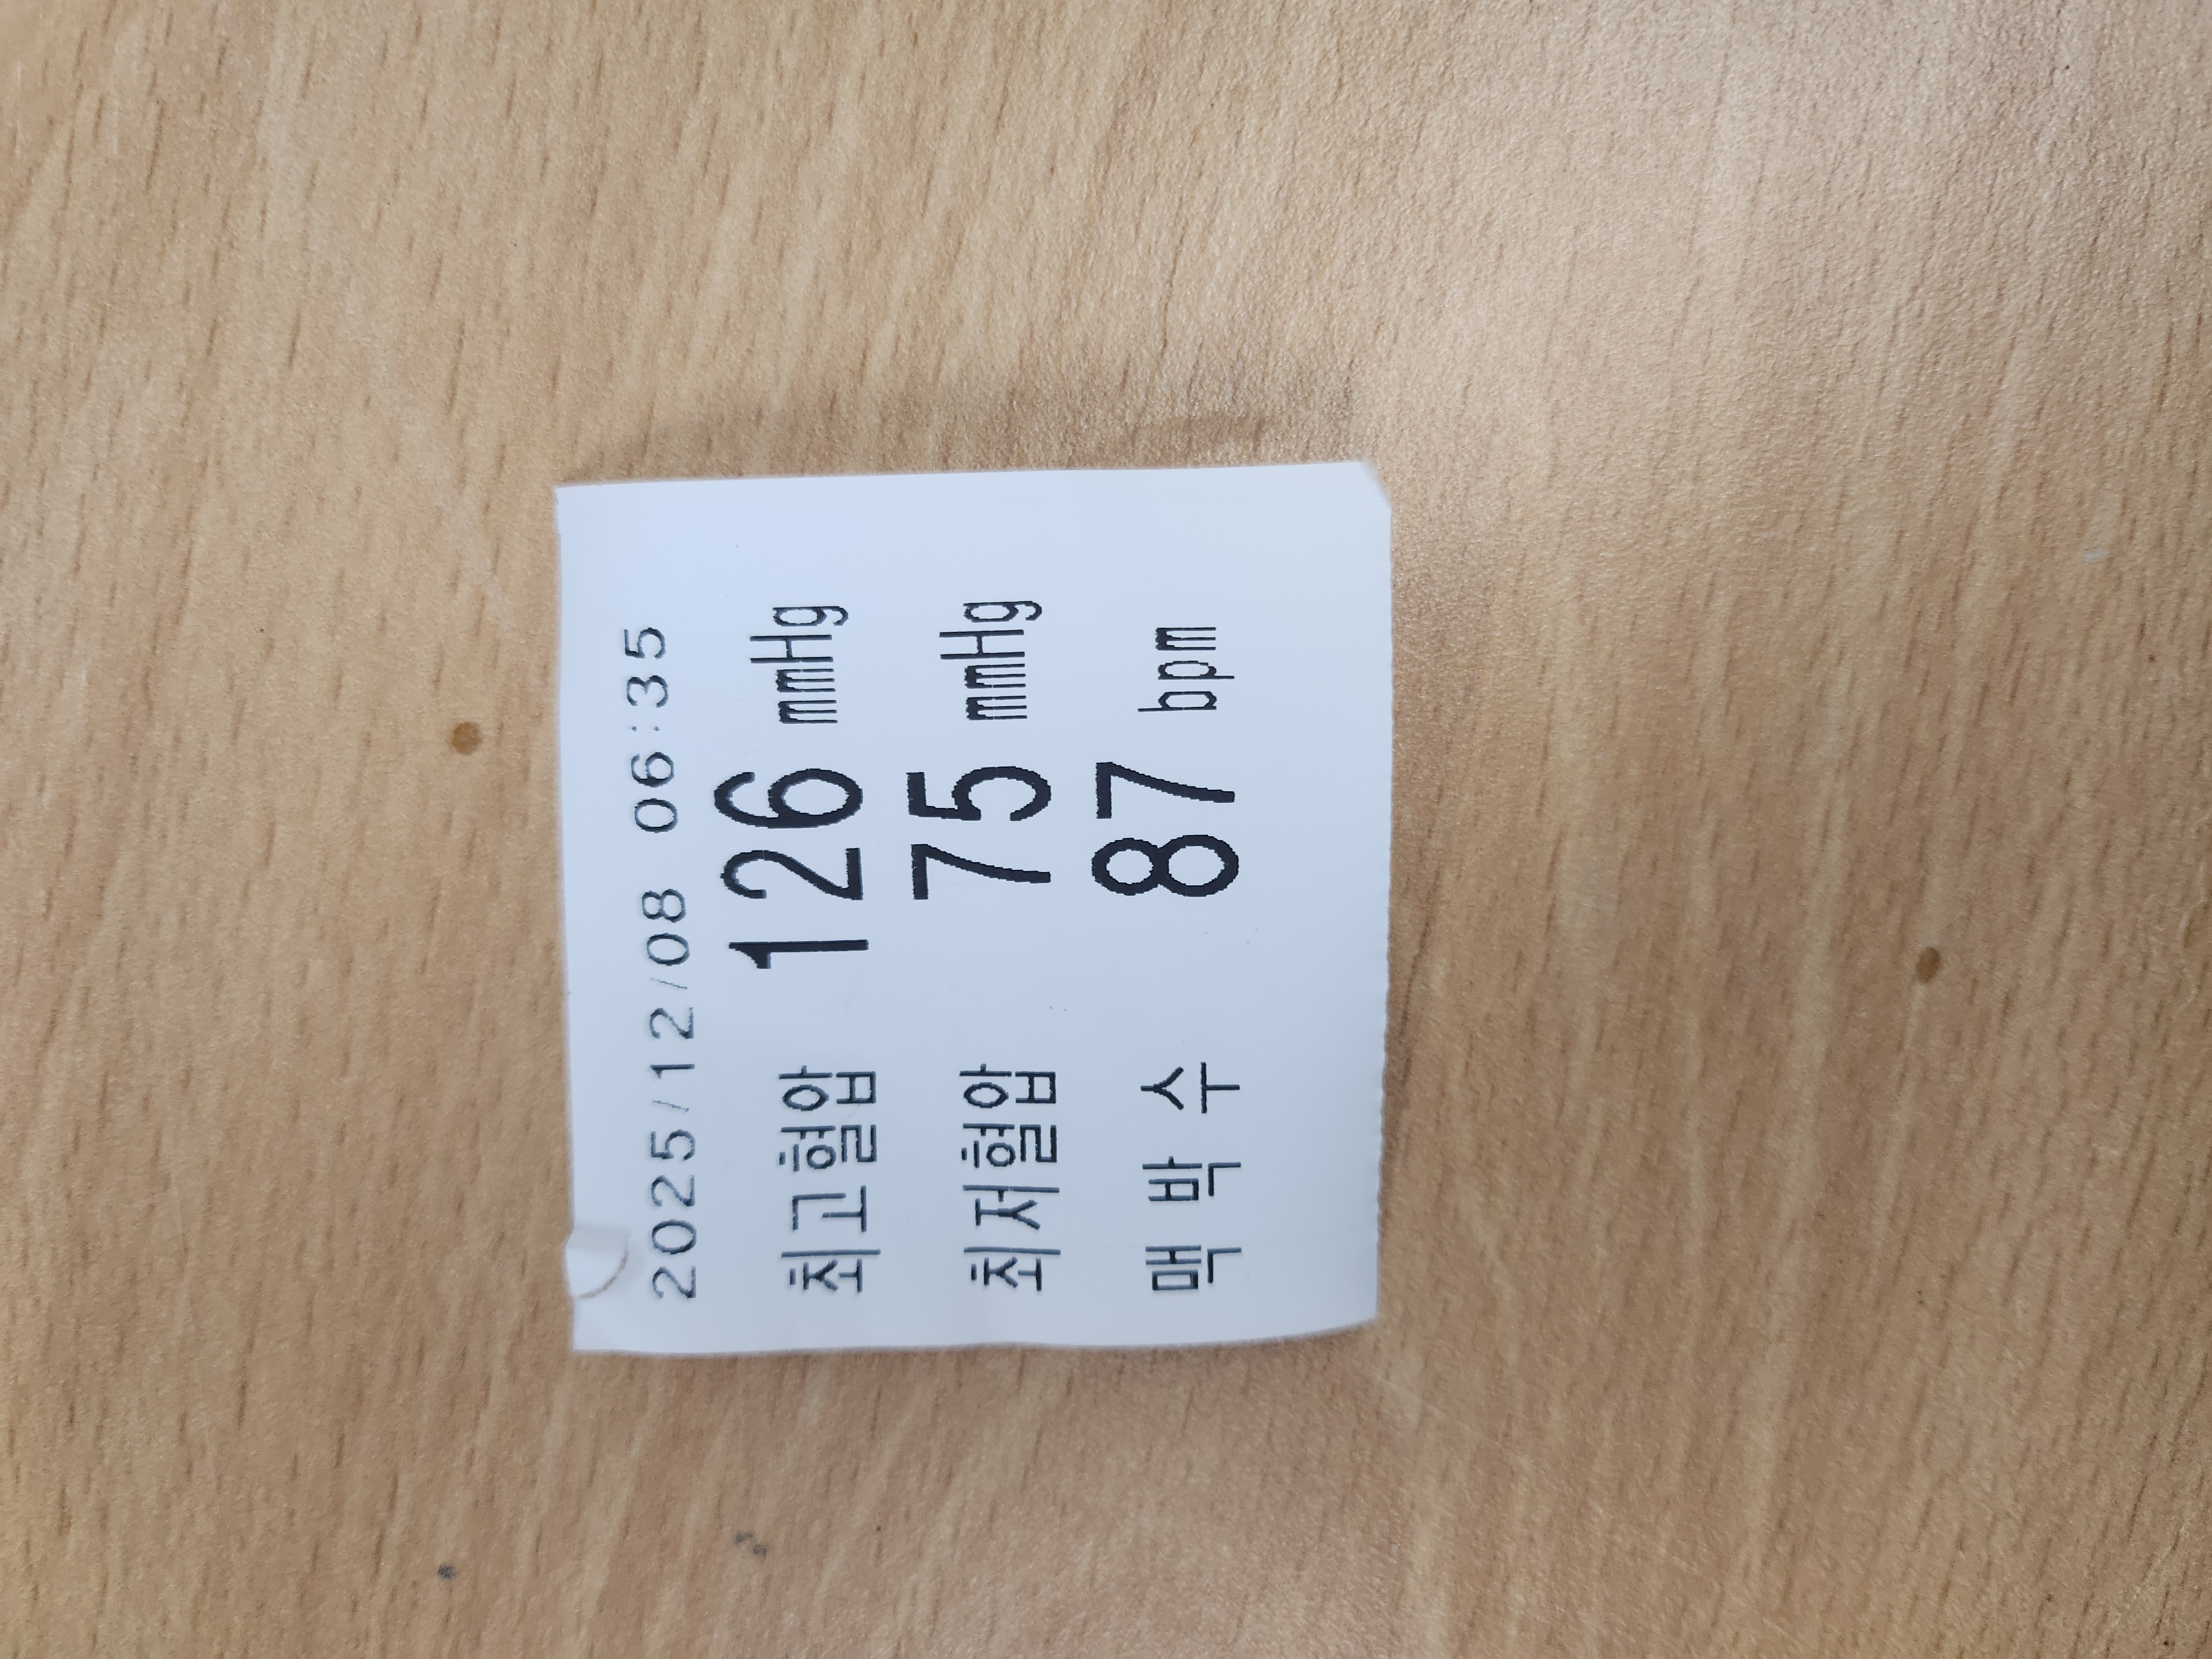 2025/12/08 06:35
최고혈압 126 mmHg
최저혈압 75 mmHg
맥 박 수 87 bpm